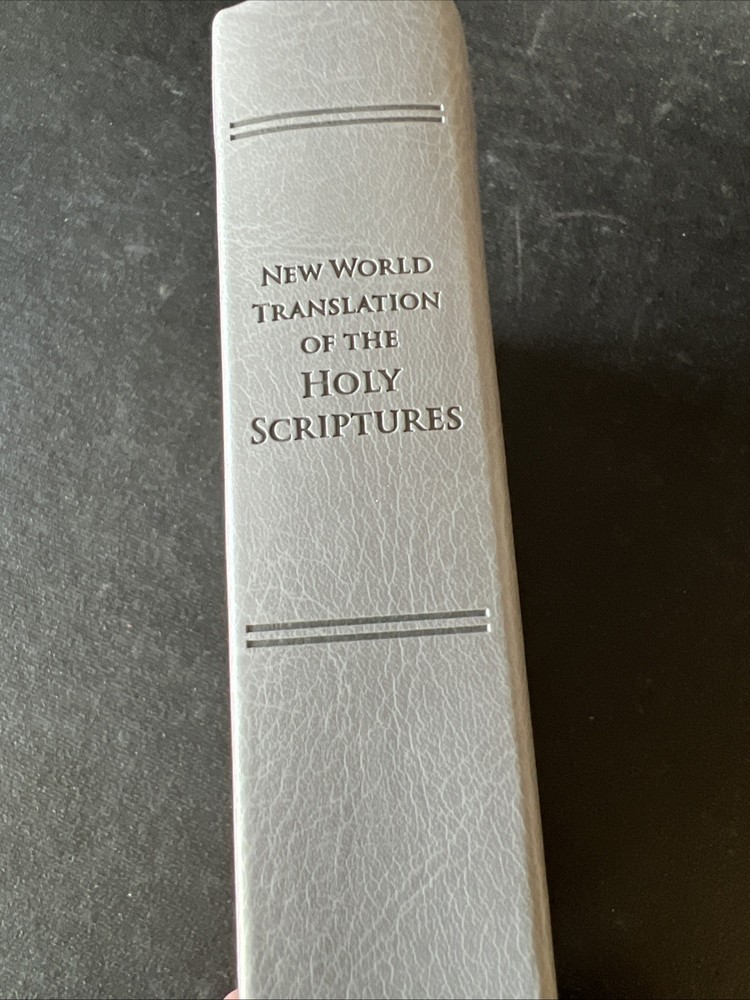 NEW WORLD
TRANSLATION
OF THE
HOLY
SCRIPTURES